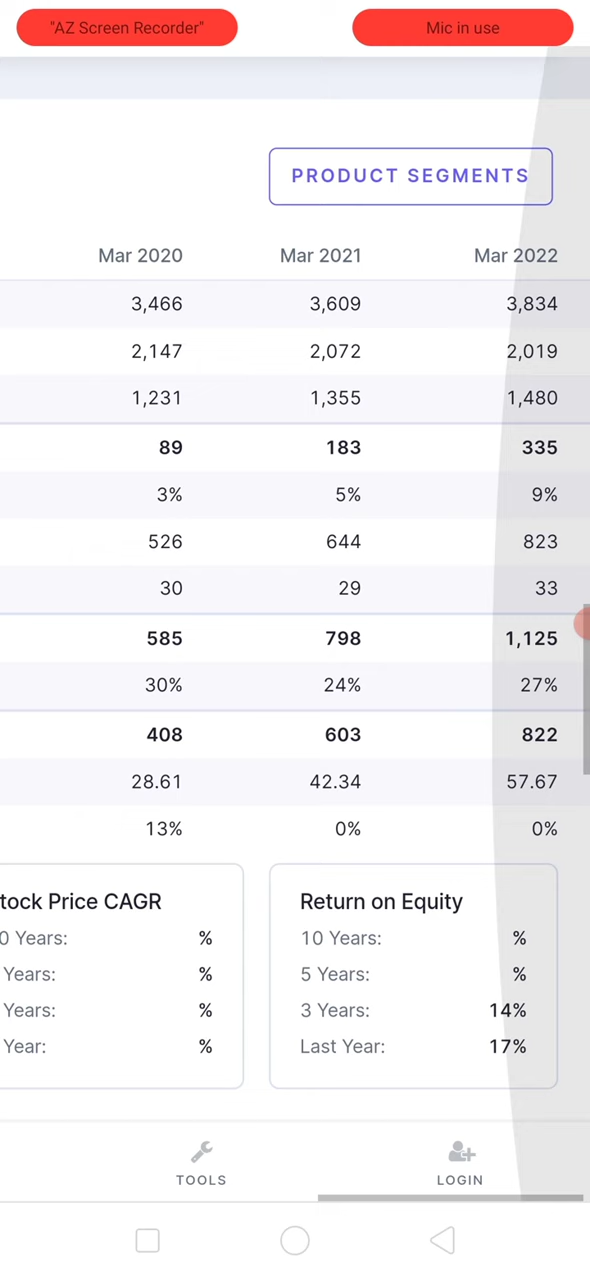 "AZ Screen Recorder" Mic in use
PRODUCT SEGMENTS
Mar 2020 Mar 2021 Mar 2022
3,466 3,609 3,834
2,147 2,072 2,019
1,231 1,355 1,480
89 183 335
3% 5% 9%
526 644 823
30 29 33
585 798 1,125
30% 24% 27%
408 603 822
28.61 42.34 57.67
13% 0% 0%
tock Price CAGR
0 Years: %
Years: %
Years: %
Year: %
Return on Equity
10 Years: %
5 Years: %
3 Years: 14%
Last Year: 17%
TOOLS LOGIN